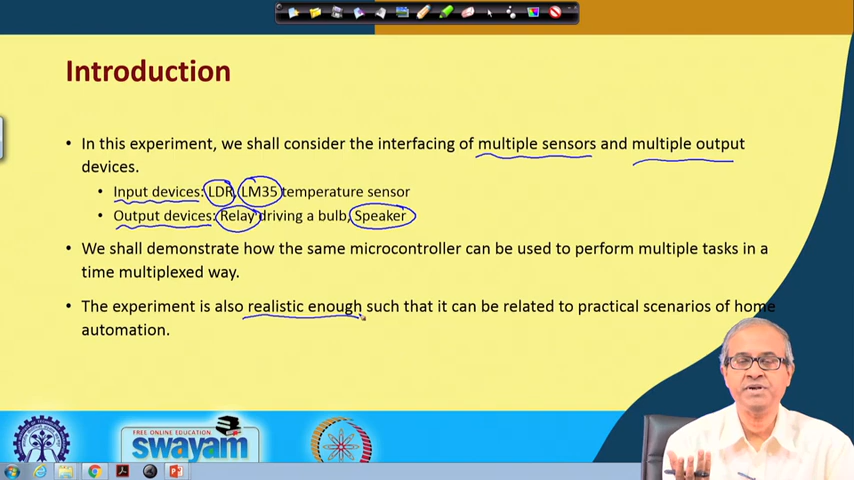 Introduction
• In this experiment, we shall consider the interfacing of multiple sensors and multiple output
devices.
• Input devices: LDR, LM35 temperature sensor
• Output devices: Relay driving a bulb, Speaker
• We shall demonstrate how the same microcontroller can be used to perform multiple tasks in a
time multiplexed way.
• The experiment is also realistic enough such that it can be related to practical scenarios of home
automation.
FREE ONLINE EDUCATION
swayam